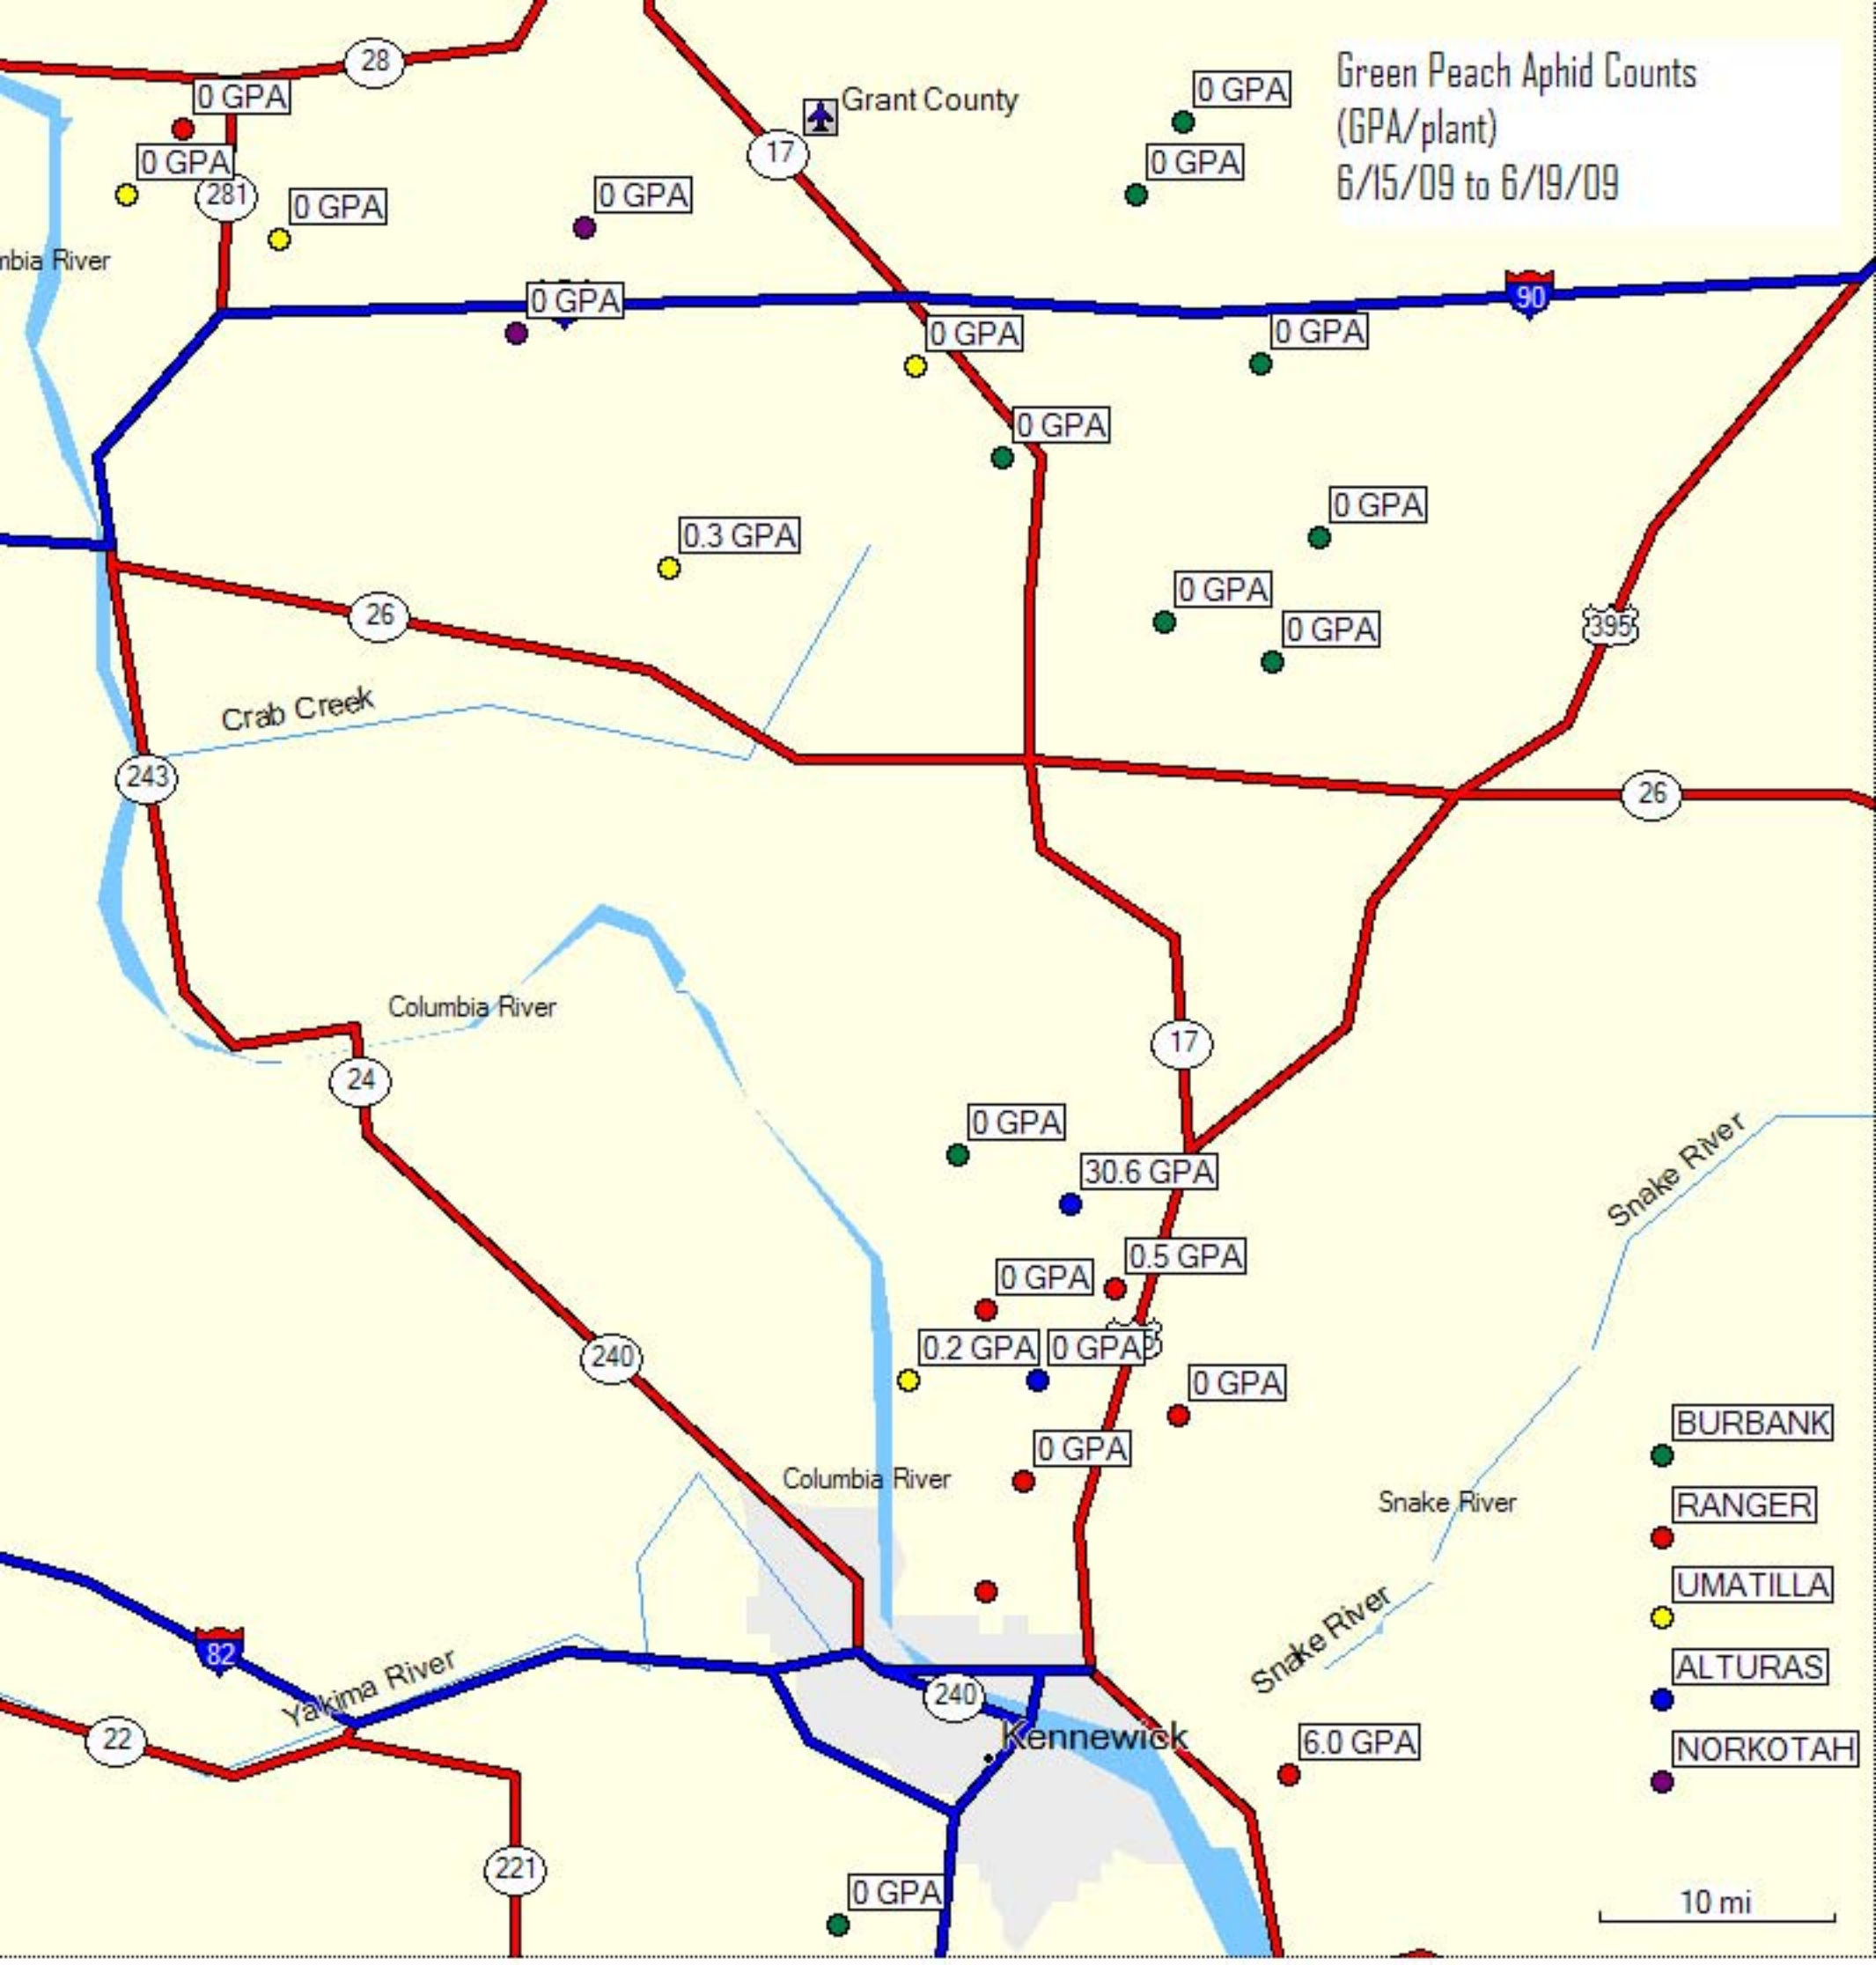 28
0 GPA
Grant County
0 GPA
Green Peach Aphid Counts
(GPA/plant)
6/15/09 to 6/19/09
17
0 GPA
0 GPA
281
0 GPA
0 GPA
mbia River
0 GPA
90
0 GPA
0 GPA
0 GPA
0 GPA
0.3 GPA
0 GPA
26
0 GPA
395
Crab Creek
243
26
Columbia River
17
24
0 GPA
Snake River
30.6 GPA
0.5 GPA
0 GPA
240
0.2 GPA
0 GPA
0 GPA
BURBANK
0 GPA
Columbia River
Snake River
RANGER
UMATILLA
82
Snake River
Yakima River
ALTURAS
240
22
Kennewick
6.0 GPA
NORKOTAH
221
0 GPA
10 mi